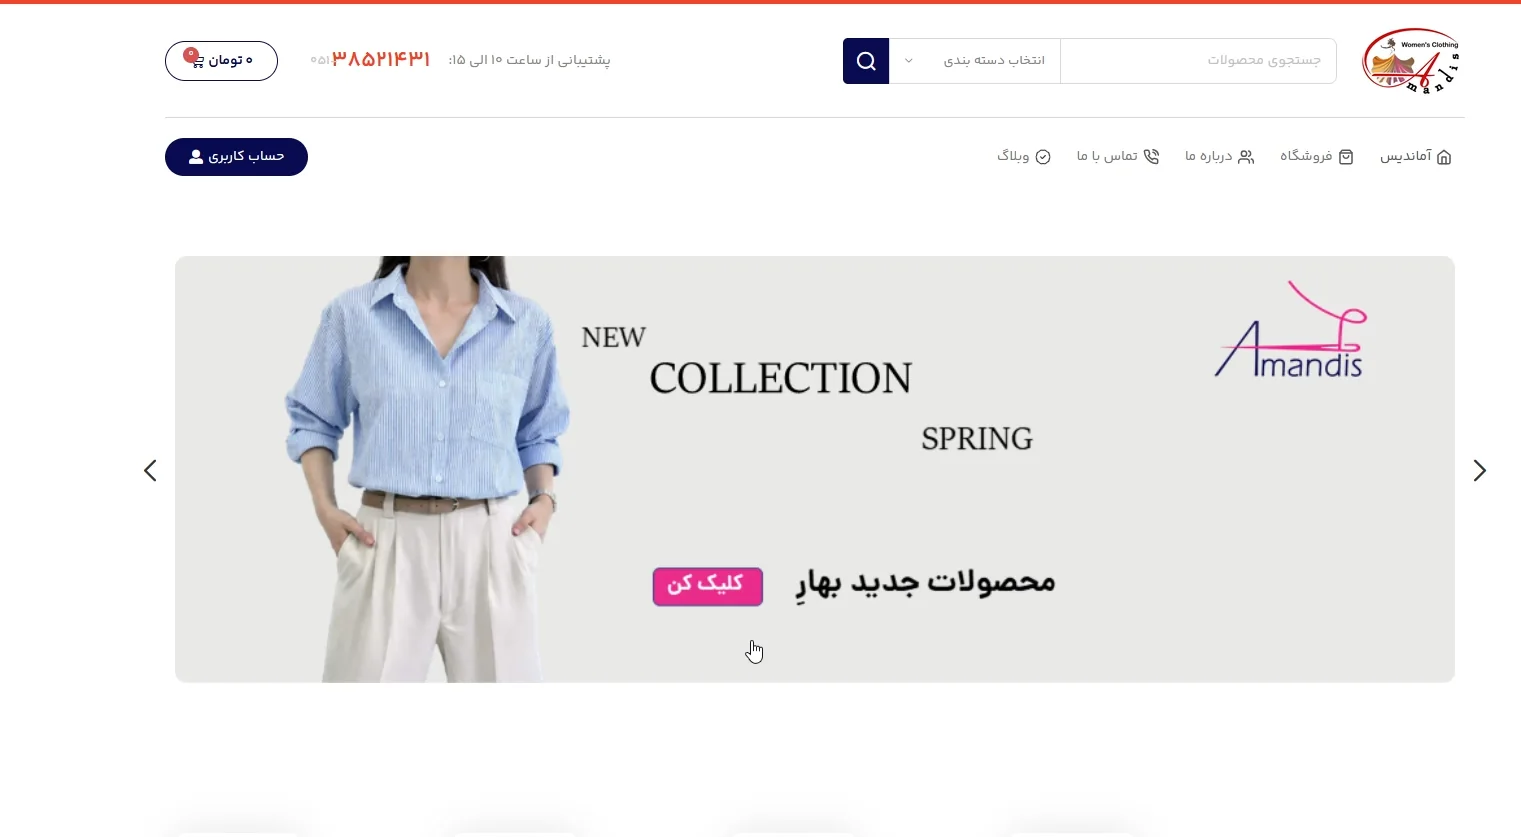 Women's Clothing
Amandis
جستجوی محصولات
انتخاب دسته بندی
پشتیبانی از ساعت ۱۰ الی ۱۵:
۳۸۵۲۱۴۳۱
۰۵۱
۰ تومان
۰
آماندیس
فروشگاه
درباره ما
تماس با ما
وبلاگ
حساب کاربری
Amandis
NEW
COLLECTION
SPRING
محصولات جدید بهارِ
کلیک کن